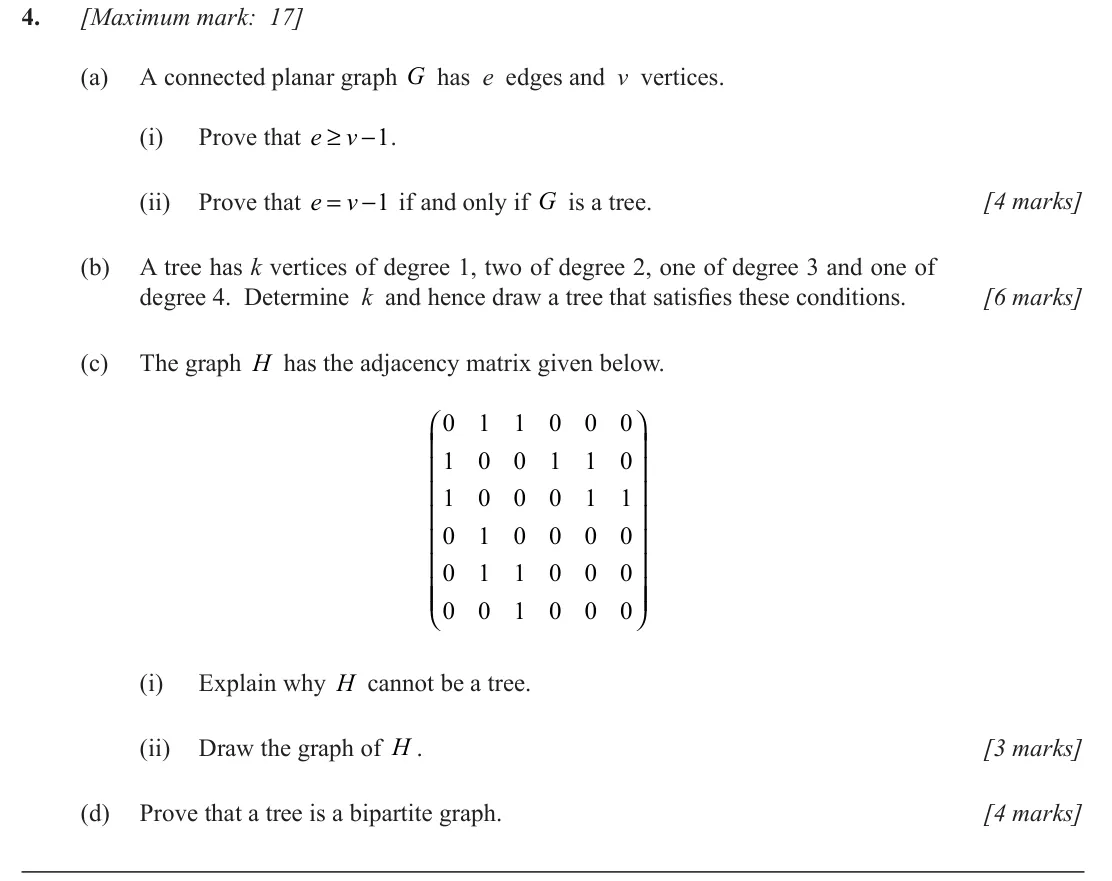 4. [Maximum mark: 17]
(a) A connected planar graph G has e edges and v vertices.
(i) Prove that e ≥ v − 1.
(ii) Prove that e = v − 1 if and only if G is a tree. [4 marks]
(b) A tree has k vertices of degree 1, two of degree 2, one of degree 3 and one of
degree 4. Determine k and hence draw a tree that satisfies these conditions. [6 marks]
(c) The graph H has the adjacency matrix given below.
0 1 1 0 0 0
1 0 0 1 1 0
1 0 0 0 1 1
0 1 0 0 0 0
0 1 1 0 0 0
0 0 1 0 0 0
(i) Explain why H cannot be a tree.
(ii) Draw the graph of H. [3 marks]
(d) Prove that a tree is a bipartite graph. [4 marks]